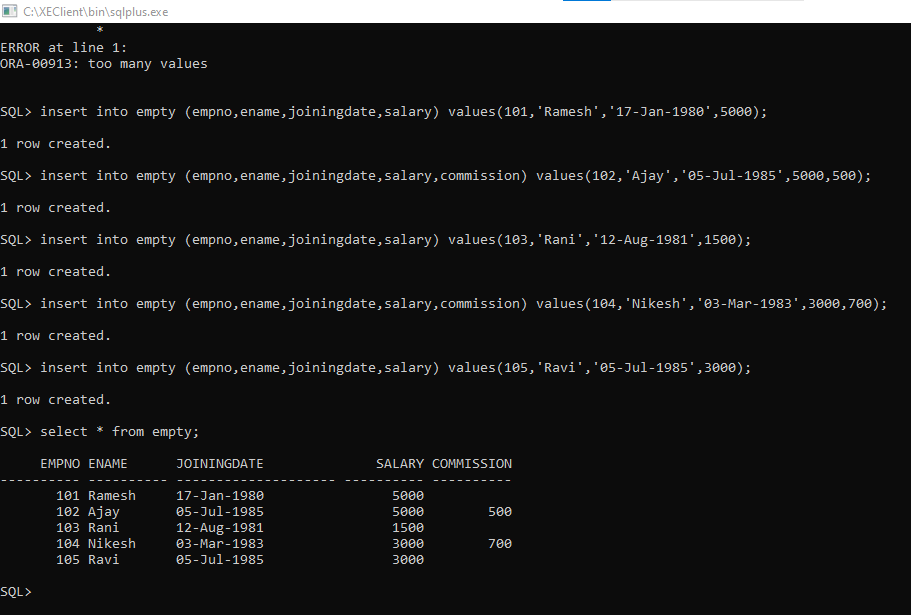 C:\XEClient\bin\sqlplus.exe
*
ERROR at line 1:
ORA-00913: too many values
SQL> insert into empty (empno,ename,joiningdate,salary) values(101,'Ramesh','17-Jan-1980',5000);
1 row created.
SQL> insert into empty (empno,ename,joiningdate,salary,commission) values(102,'Ajay','05-Jul-1985',5000,500);
1 row created.
SQL> insert into empty (empno,ename,joiningdate,salary) values(103,'Rani','12-Aug-1981',1500);
1 row created.
SQL> insert into empty (empno,ename,joiningdate,salary,commission) values(104,'Nikesh','03-Mar-1983',3000,700);
1 row created.
SQL> insert into empty (empno,ename,joiningdate,salary) values(105,'Ravi','05-Jul-1985',3000);
1 row created.
SQL> select * from empty;
EMPNO ENAME JOININGDATE SALARY COMMISSION
---------- ---------- -------------------- ---------- ----------
101 Ramesh 17-Jan-1980 5000
102 Ajay 05-Jul-1985 5000 500
103 Rani 12-Aug-1981 1500
104 Nikesh 03-Mar-1983 3000 700
105 Ravi 05-Jul-1985 3000
SQL>